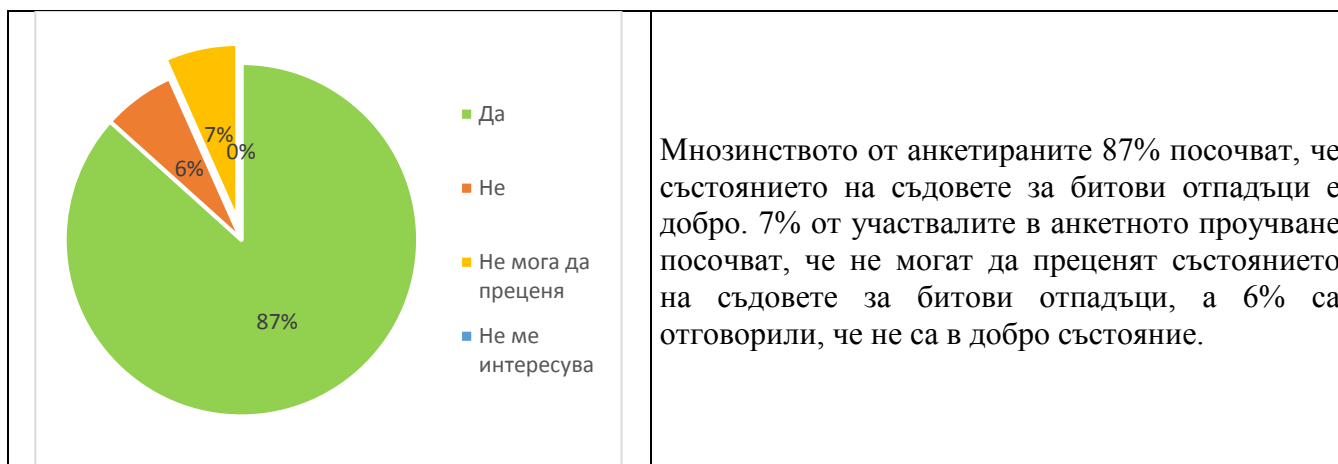 7%
0%
6%
87%
Да
Не
Не мога да
преценя
Не ме
интересува
Мнозинството от анкетираните 87% посочват, че
състоянието на съдовете за битови отпадъци е
добро. 7% от участвалите в анкетното проучване
посочват, че не могат да преценят състоянието
на съдовете за битови отпадъци, а 6% са
отговорили, че не са в добро състояние.